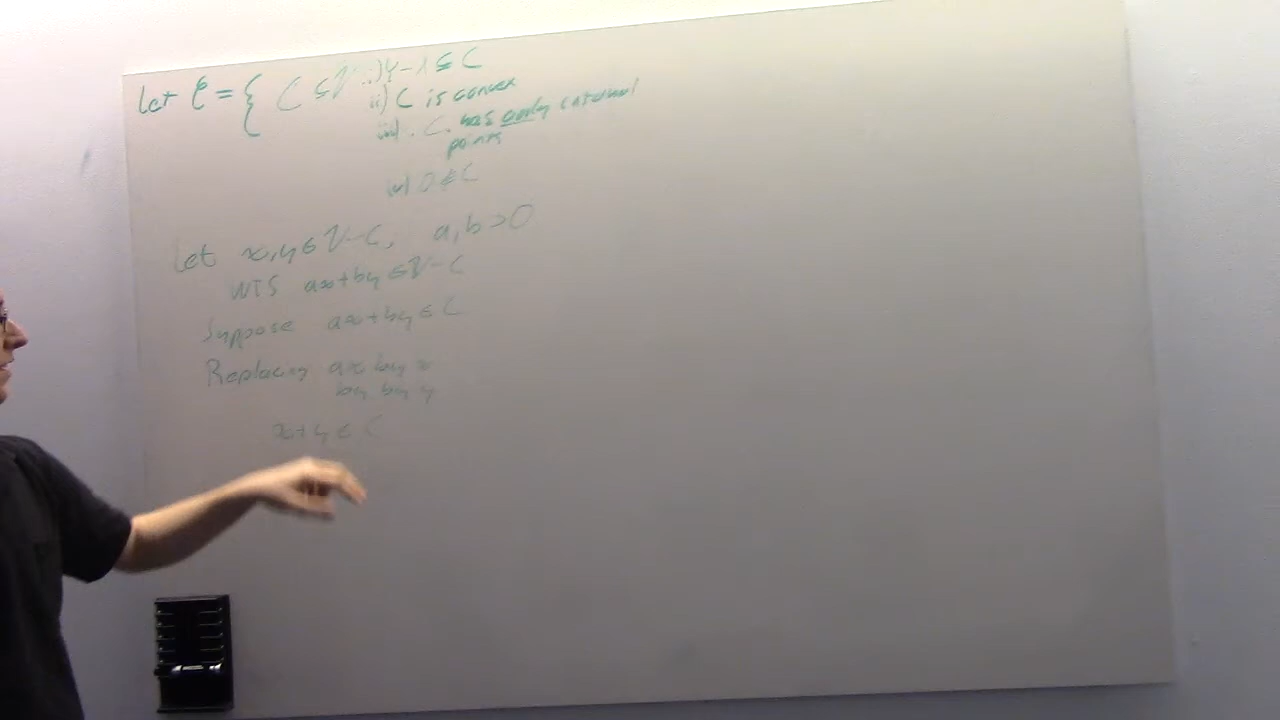 Let 𝒞 = { C ⊆ V : i) Y - λ ⊆ C
ii) C is convex
iii) C has only internal
points
iv) 0 ∉ C
Let x,y ∈ V-C, a,b >0
WTS ax+by ∈ V-C
Suppose ax+by ∈ C
Replacing ax by x
by by y
x+y ∈ C